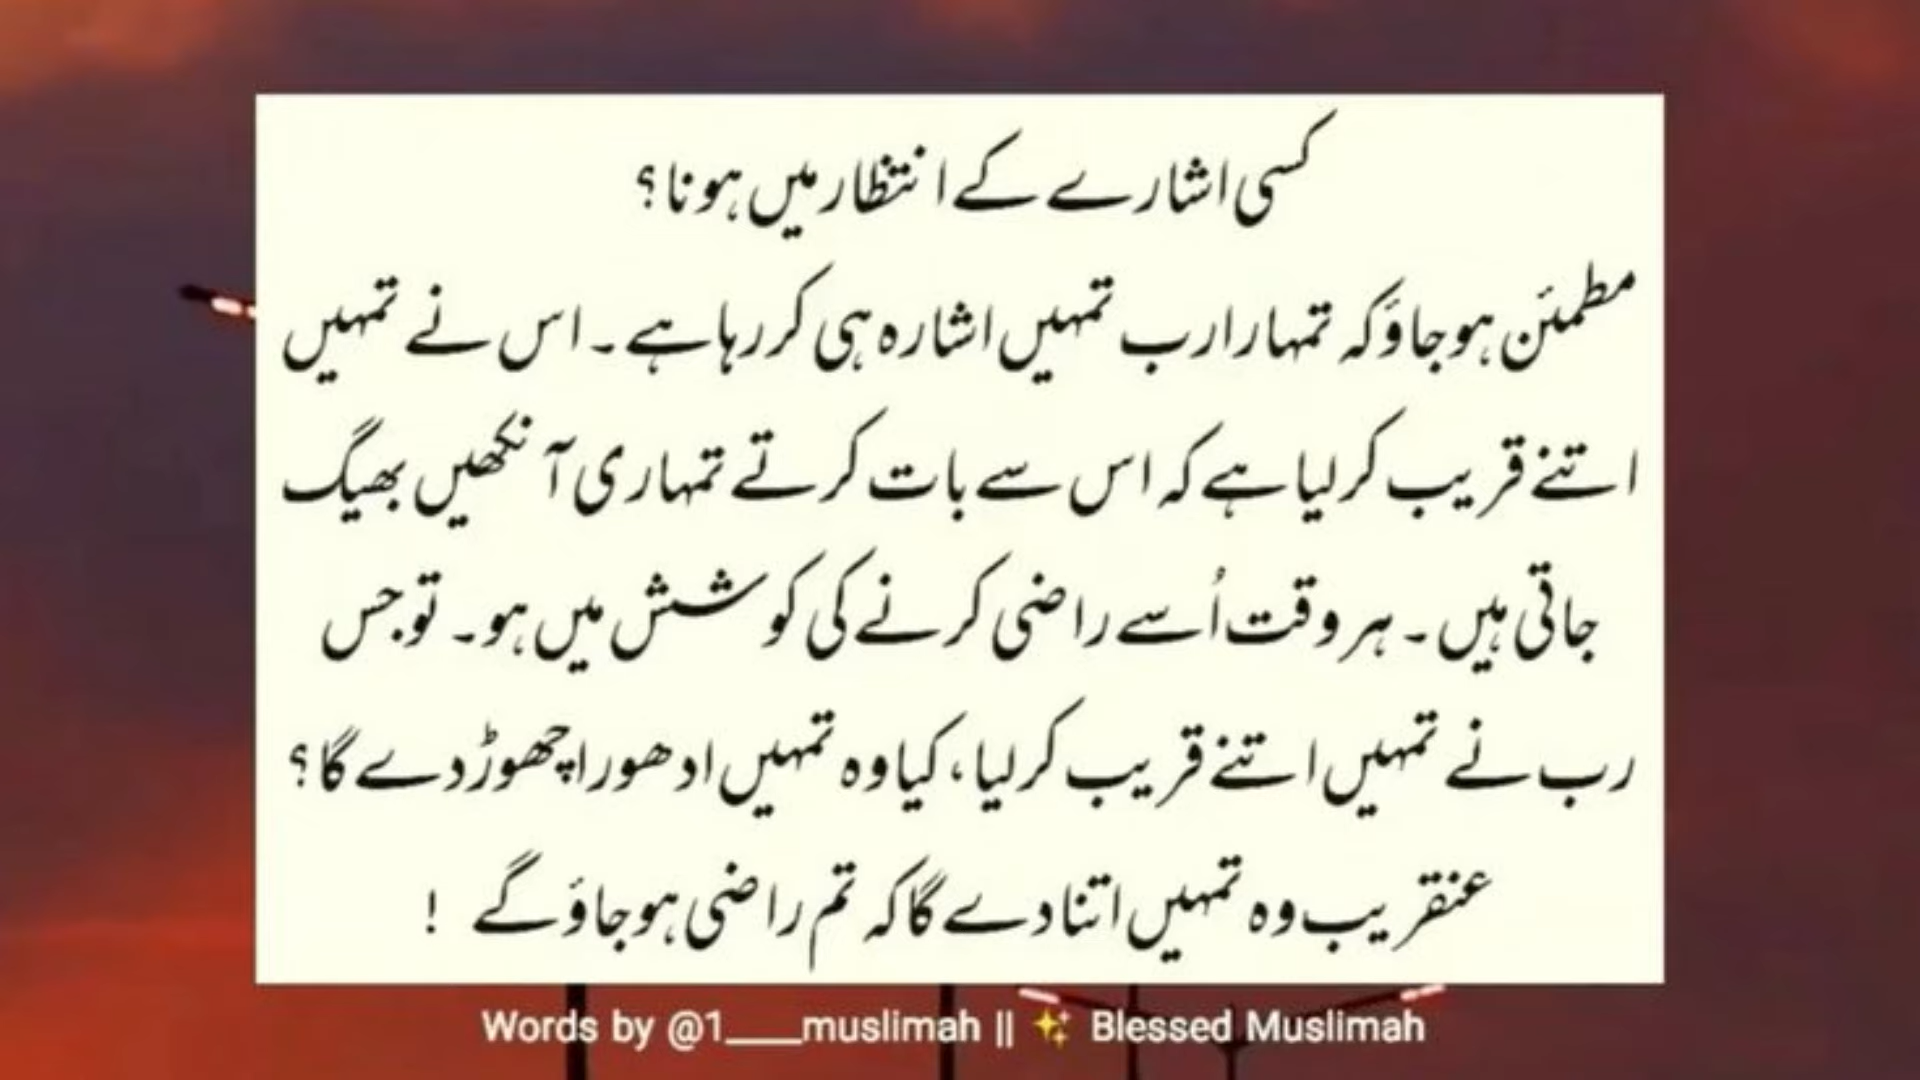 کسی اشارے کے انتظار میں ہونا؟
مطمئن ہو جاؤ کہ تمہارا رب تمہیں اشارہ ہی کر رہا ہے۔ اس نے تمہیں
اتنے قریب کر لیا ہے کہ اس سے بات کرتے تمہاری آنکھیں بھیگ
جاتی ہیں۔ ہر وقت اُسے راضی کرنے کی کوشش میں ہو۔ تو جس
رب نے تمہیں اتنے قریب کر لیا، کیا وہ تمہیں ادھورا چھوڑ دے گا؟
عنقریب وہ تمہیں اتنا دے گا کہ تم راضی ہو جاؤ گے !
Words by @1___muslimah || ✨ Blessed Muslimah